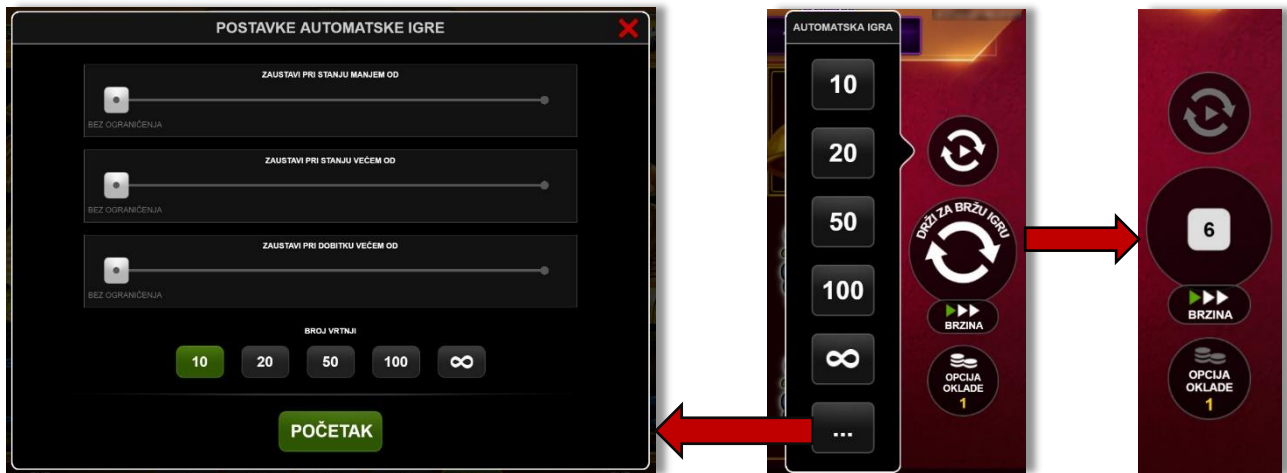 POSTAVKE AUTOMATSKE IGRE
ZAUSTAVI PRI STANJU MANJEM OD
BEZ OGRANIČENJA
ZAUSTAVI PRI STANJU VEĆEM OD
BEZ OGRANIČENJA
ZAUSTAVI PRI DOBITKU VEĆEM OD
BEZ OGRANIČENJA
BROJ VRTNJI
10 20 50 100 ∞
POČETAK
AUTOMATSKA IGRA
10
20
50
100
∞
...
DRŽI ZA BRŽU IGRU
BRZINA
OPCIJA
OKLADE
1
6
BRZINA
OPCIJA
OKLADE
1